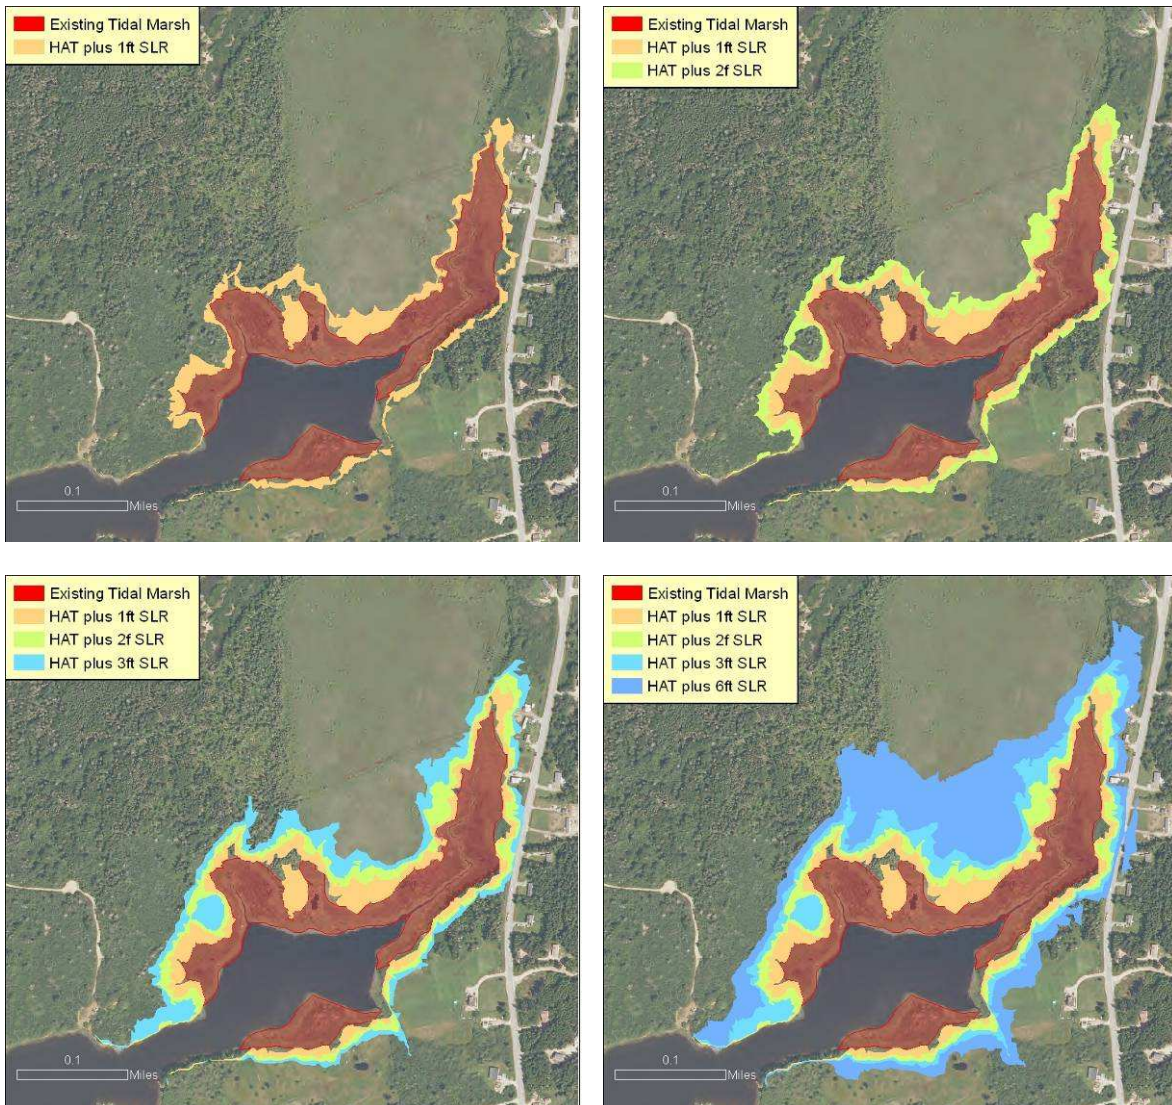 Existing Tidal Marsh
HAT plus 1ft SLR
0.1
Miles
Existing Tidal Marsh
HAT plus 1ft SLR
HAT plus 2f SLR
0.1
Miles
Existing Tidal Marsh
HAT plus 1ft SLR
HAT plus 2f SLR
HAT plus 3ft SLR
0.1
Miles
Existing Tidal Marsh
HAT plus 1ft SLR
HAT plus 2f SLR
HAT plus 3ft SLR
HAT plus 6ft SLR
0.1
Miles